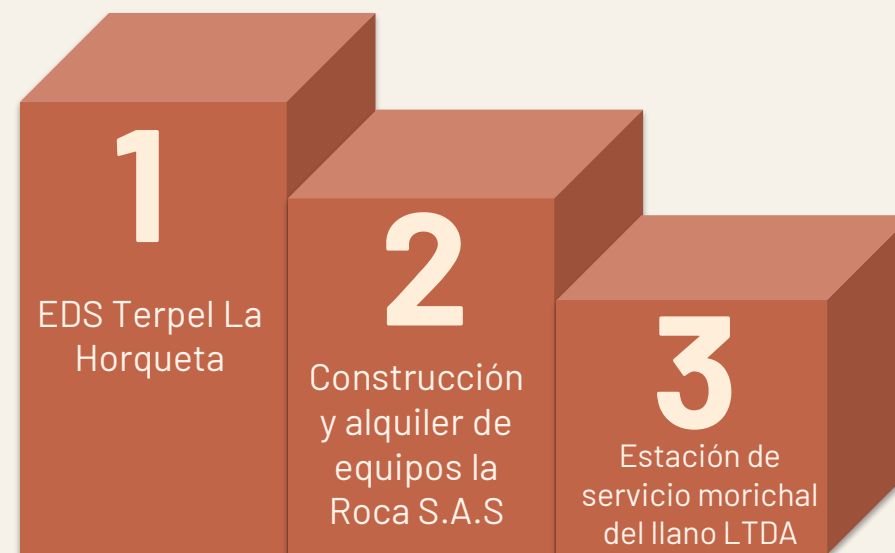 1
EDS Terpel La
Horqueta
2
Construcción
y alquiler de
equipos la
Roca S.A.S
3
Estación de
servicio morichal
del llano LTDA